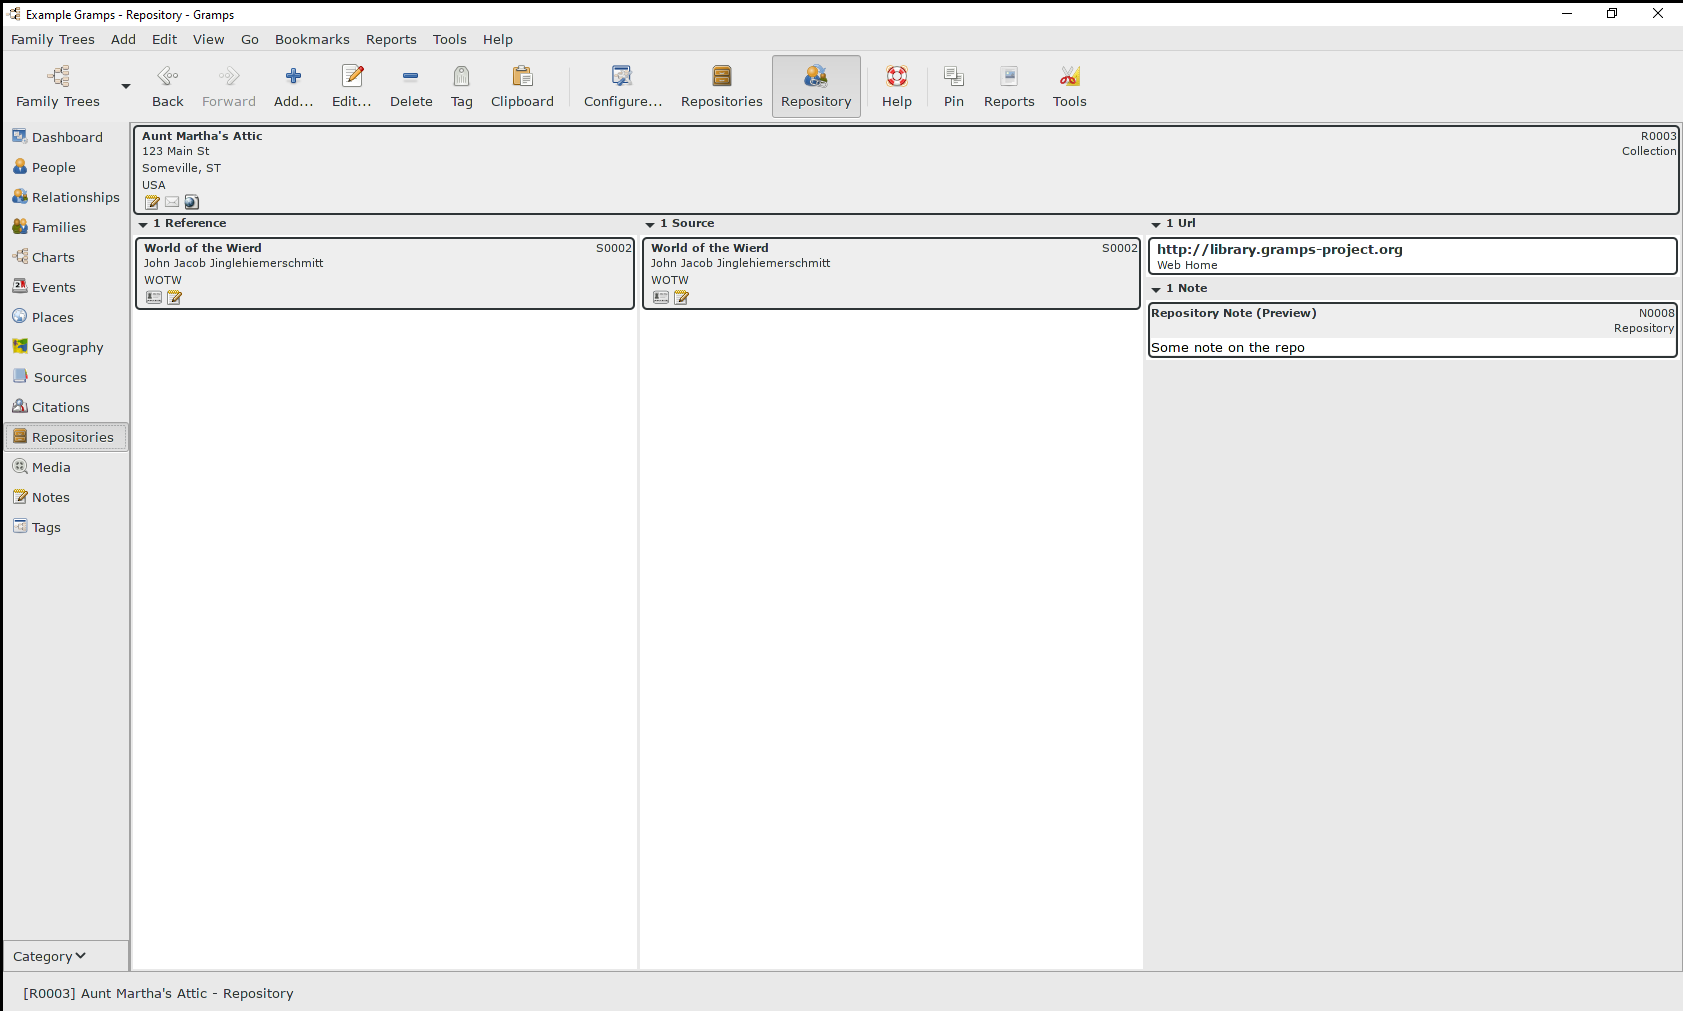 Example Gramps - Repository - Gramps
Family Trees Add Edit View Go Bookmarks Reports Tools Help
Family Trees Back Forward Add... Edit... Delete Tag Clipboard Configure... Repositories Repository Help Pin Reports Tools
Dashboard
People
Relationships
Families
Charts
Events
Places
Geography
Sources
Citations
Repositories
Media
Notes
Tags
Category
Aunt Martha's Attic R0003
123 Main St Collection
Someville, ST
USA
1 Reference
World of the Wierd S0002
John Jacob Jinglehiemerschmitt
WOTW
1 Source
World of the Wierd S0002
John Jacob Jinglehiemerschmitt
WOTW
1 Url
http://library.gramps-project.org
Web Home
1 Note
Repository Note (Preview) N0008
Repository
Some note on the repo
[R0003] Aunt Martha's Attic - Repository